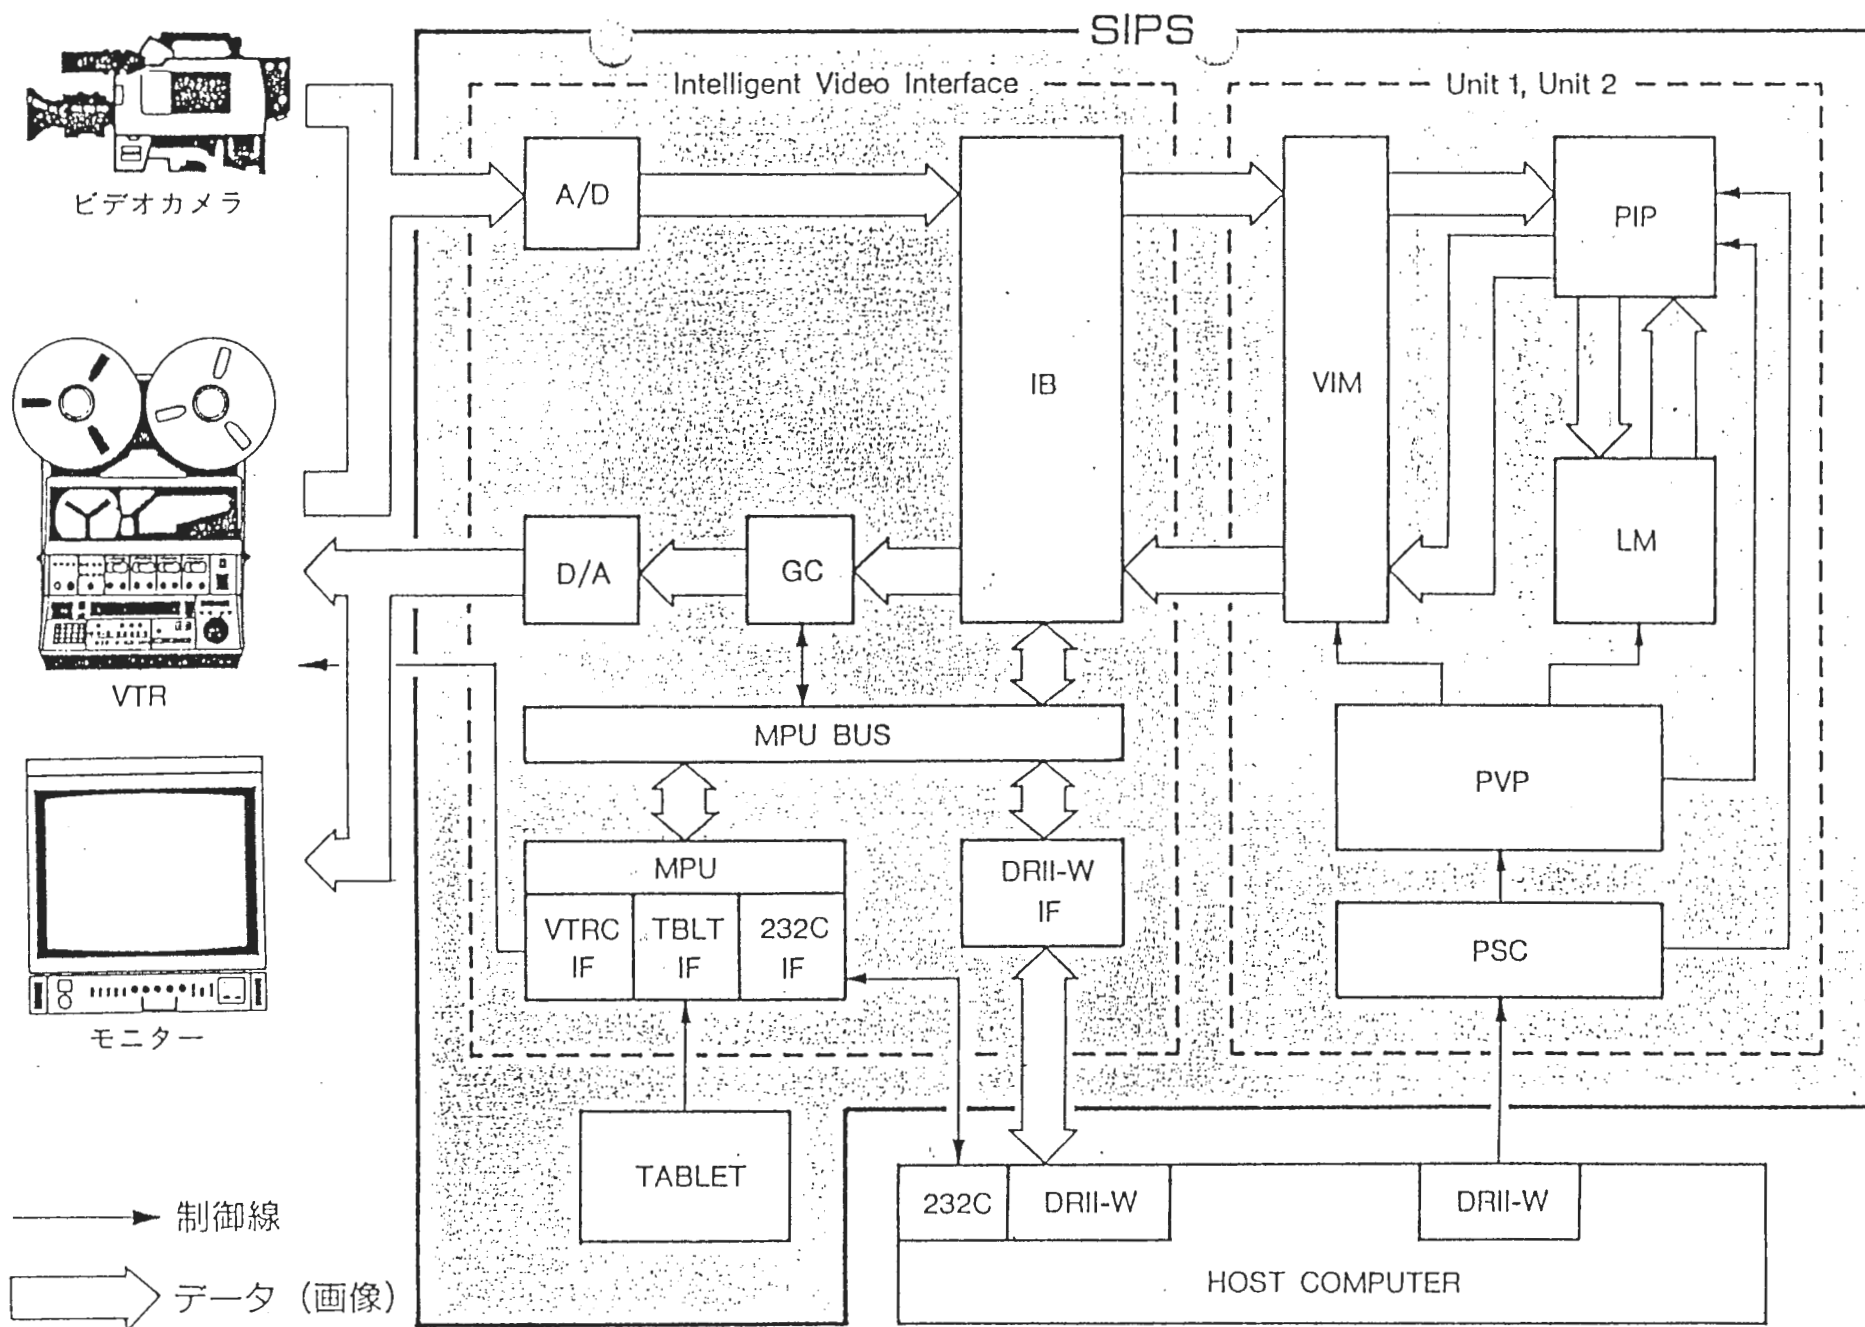 SIPS
Intelligent Video Interface
Unit 1, Unit 2
ビデオカメラ
A/D
IB
VIM
PIP
LM
D/A
GC
VTR
MPU BUS
PVP
MPU
VTRC
IF
TBLT
IF
232C
IF
DRII-W
IF
PSC
モニター
TABLET
232C
DRII-W
DRII-W
HOST COMPUTER
制御線
データ (画像)